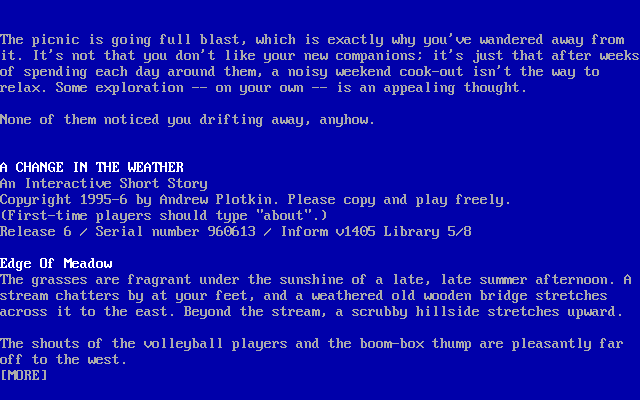 The picnic is going full blast, which is exactly why you've wandered away from
it. It's not that you don't like your new companions; it's just that after weeks
of spending each day around them, a noisy weekend cook-out isn't the way to
relax. Some exploration -- on your own -- is an appealing thought.
None of them noticed you drifting away, anyhow.
A CHANGE IN THE WEATHER
An Interactive Short Story
Copyright 1995-6 by Andrew Plotkin. Please copy and play freely.
(First-time players should type "about".)
Release 6 / Serial number 960613 / Inform v1405 Library 5/8
Edge Of Meadow
The grasses are fragrant under the sunshine of a late, late summer afternoon. A
stream chatters by at your feet, and a weathered old wooden bridge stretches
across it to the east. Beyond the stream, a scrubby hillside stretches upward.
The shouts of the volleyball players and the boom-box thump are pleasantly far
off to the west.
[MORE]